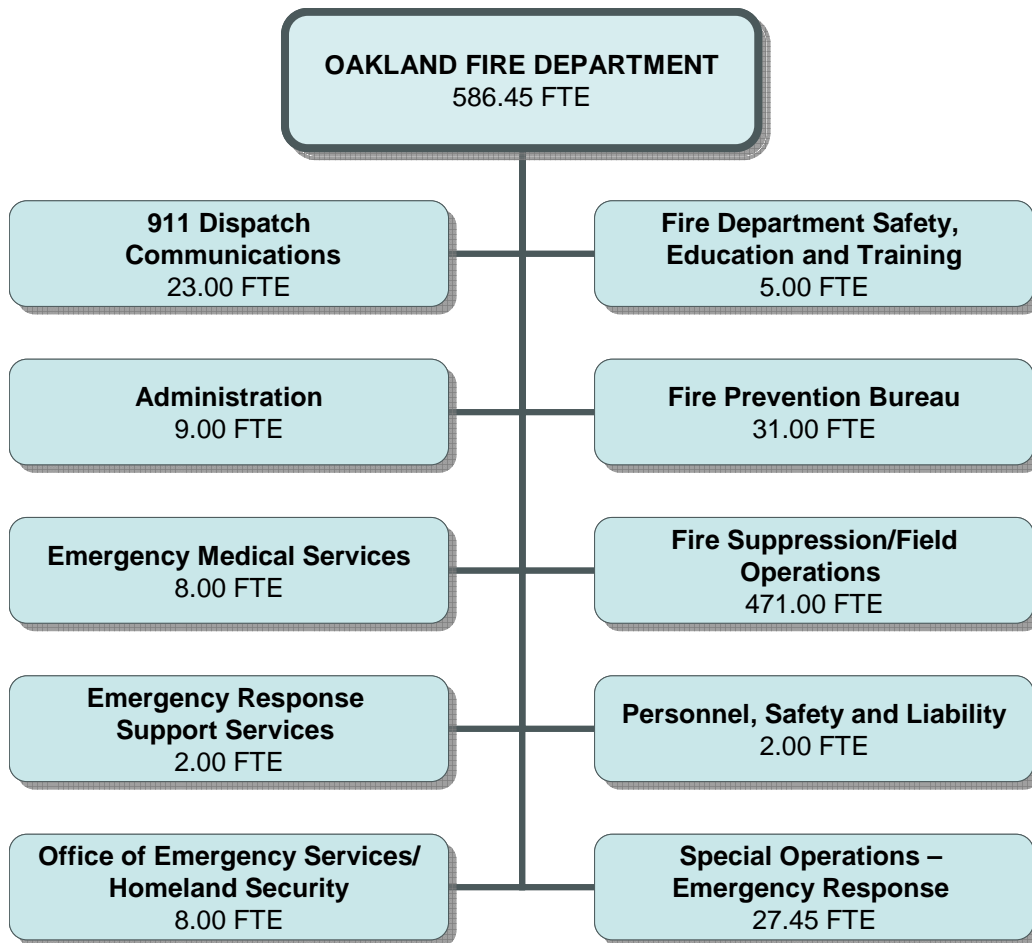 OAKLAND FIRE DEPARTMENT
586.45 FTE
911 Dispatch
Communications
23.00 FTE
Fire Department Safety,
Education and Training
5.00 FTE
Administration
9.00 FTE
Fire Prevention Bureau
31.00 FTE
Emergency Medical Services
8.00 FTE
Fire Suppression/Field
Operations
471.00 FTE
Emergency Response
Support Services
2.00 FTE
Personnel, Safety and Liability
2.00 FTE
Office of Emergency Services/
Homeland Security
8.00 FTE
Special Operations –
Emergency Response
27.45 FTE